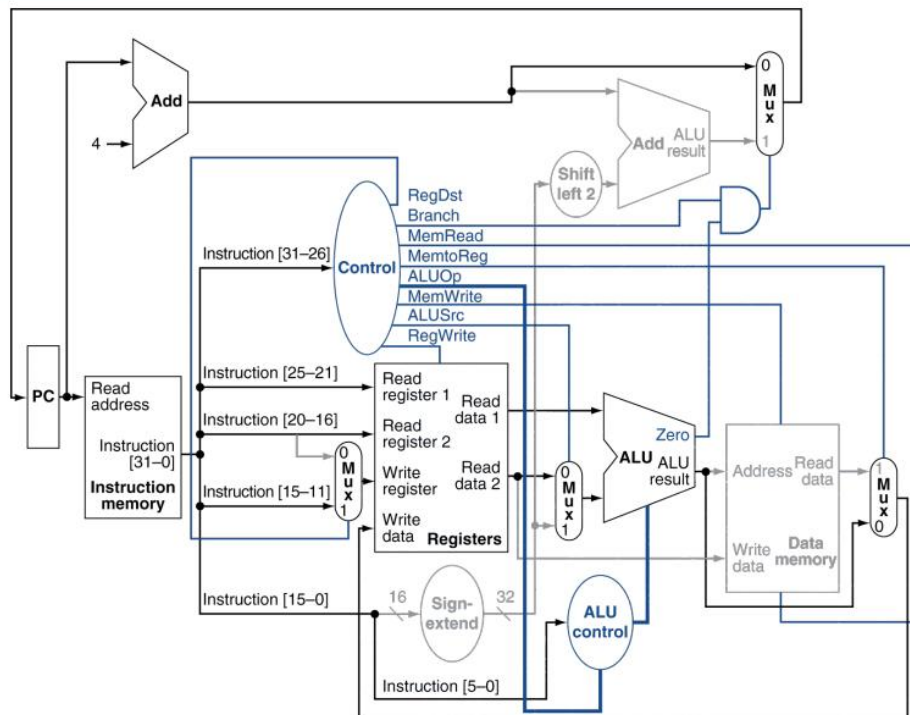 0
M
u
x
1
Add
4
Add
ALU
result
Shift
left 2
RegDst
Branch
MemRead
MemtoReg
ALUOp
MemWrite
ALUSrc
RegWrite
Instruction [31–26]
Control
PC
Read
address
Instruction
[31–0]
Instruction
memory
Instruction [25–21]
Instruction [20–16]
Instruction [15–11]
0
M
u
x
1
Read
register 1
Read
register 2
Write
register
Write
data
Read
data 1
Read
data 2
Registers
0
M
u
x
1
Zero
ALU
ALU
result
Address
Read
data
Write
data
Data
memory
1
M
u
x
0
Instruction [15–0]
16
Sign-
extend
32
ALU
control
Instruction [5–0]